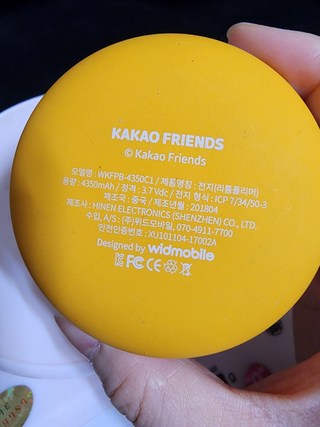 KAKAO FRIENDS
© Kakao Friends
모델명 : WKFPB-4350C1 / 제품명칭 : 전지(리튬폴리머)
용량 : 4350mAh / 정격 : 3.7 Vdc / 전지 형식 : ICP 7/34/50-3
제조국 : 중국 / 제조년월 : 201804
제조사 : HINEN ELECTRONICS (SHENZHEN) CO., LTD.
수입, A/S : (주)위드모바일, 070-4911-7700
안전인증번호 : XU101104-17002A
Designed by widmobile
FC CE